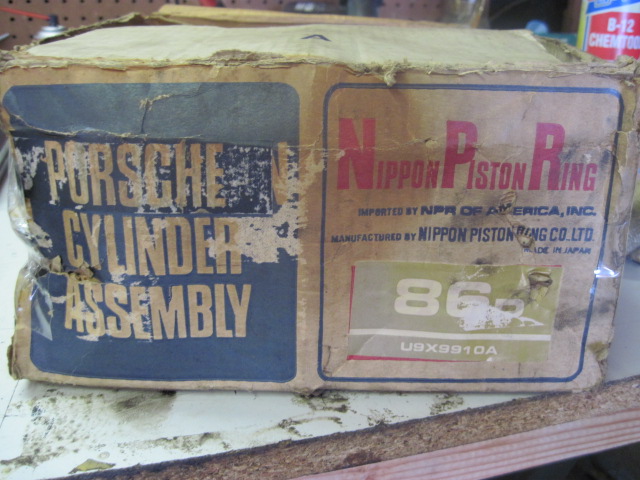 A
B-12
CHEMTOOL
PORSCHE
CYLINDER
ASSEMBLY
NIPPON PISTON RING
IMPORTED BY NPR OF AMERICA, INC.
MANUFACTURED BY NIPPON PISTON RING CO.,LTD.
MADE IN JAPAN
86
U9X9910A